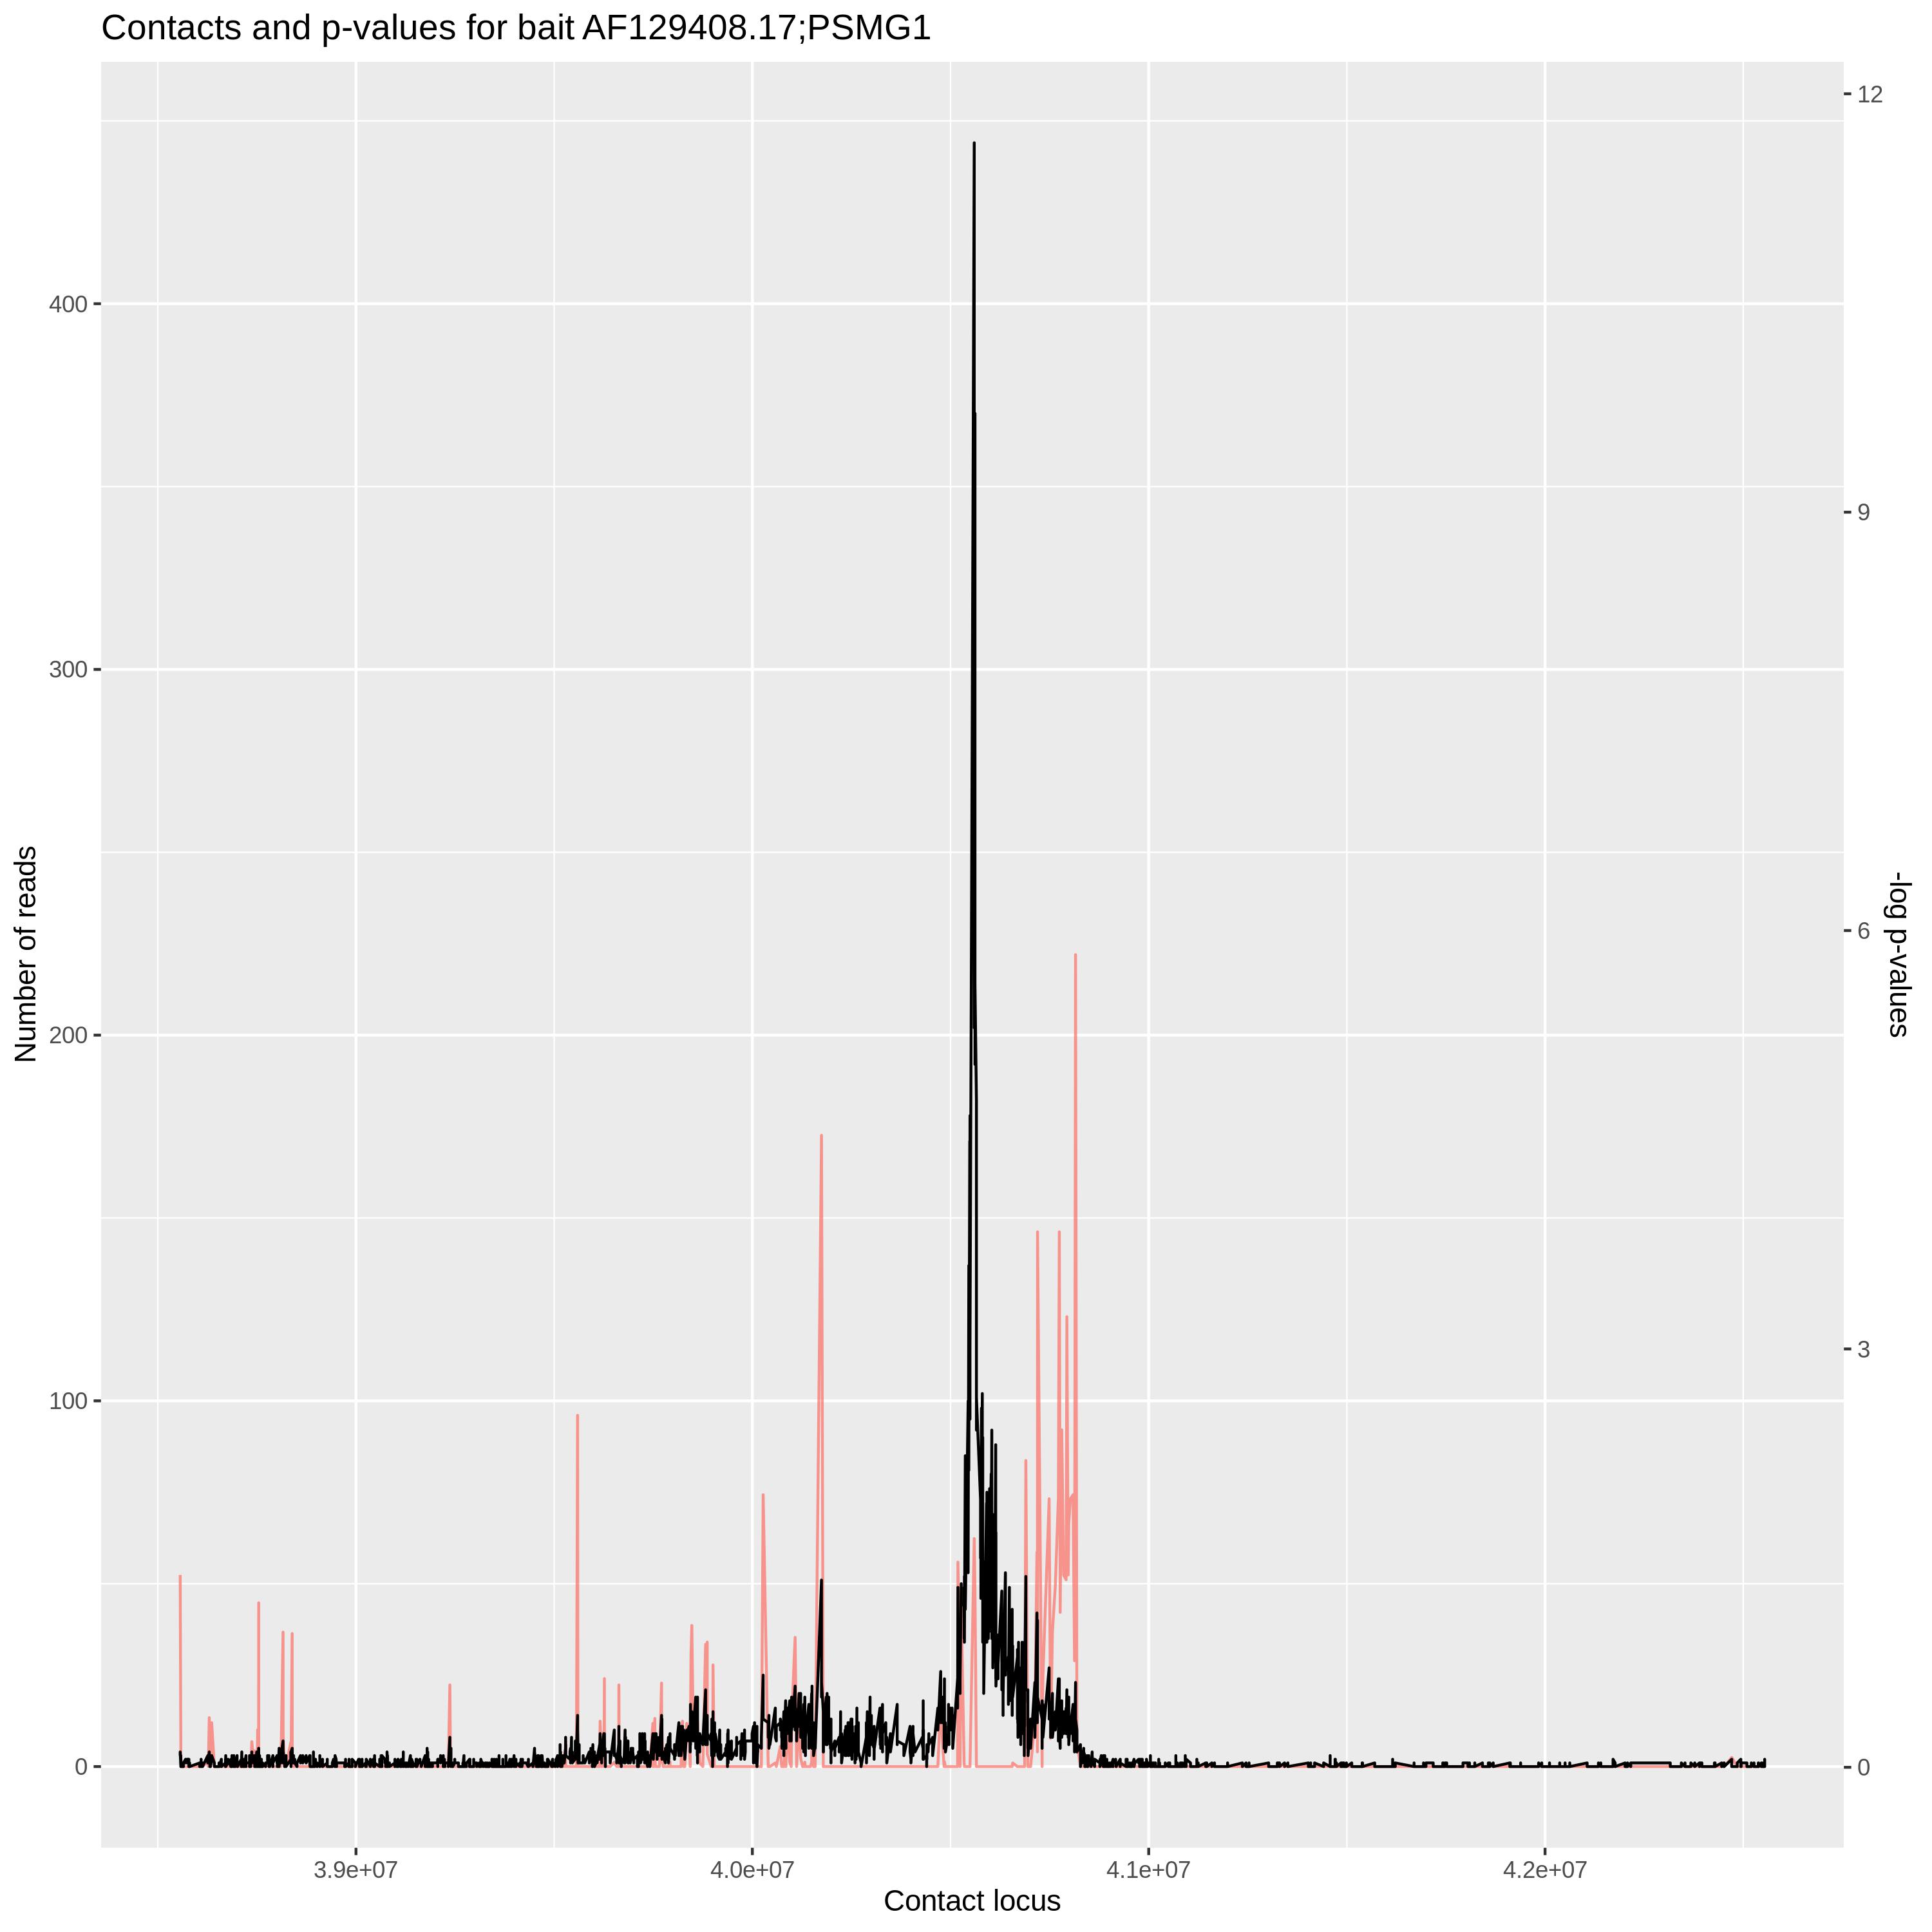 Contacts and p-values for bait AF129408.17;PSMG1
12
9
6
3
0
400
300
200
100
0
Number of reads
-log p-values
3.9e+07
4.0e+07
4.1e+07
4.2e+07
Contact locus